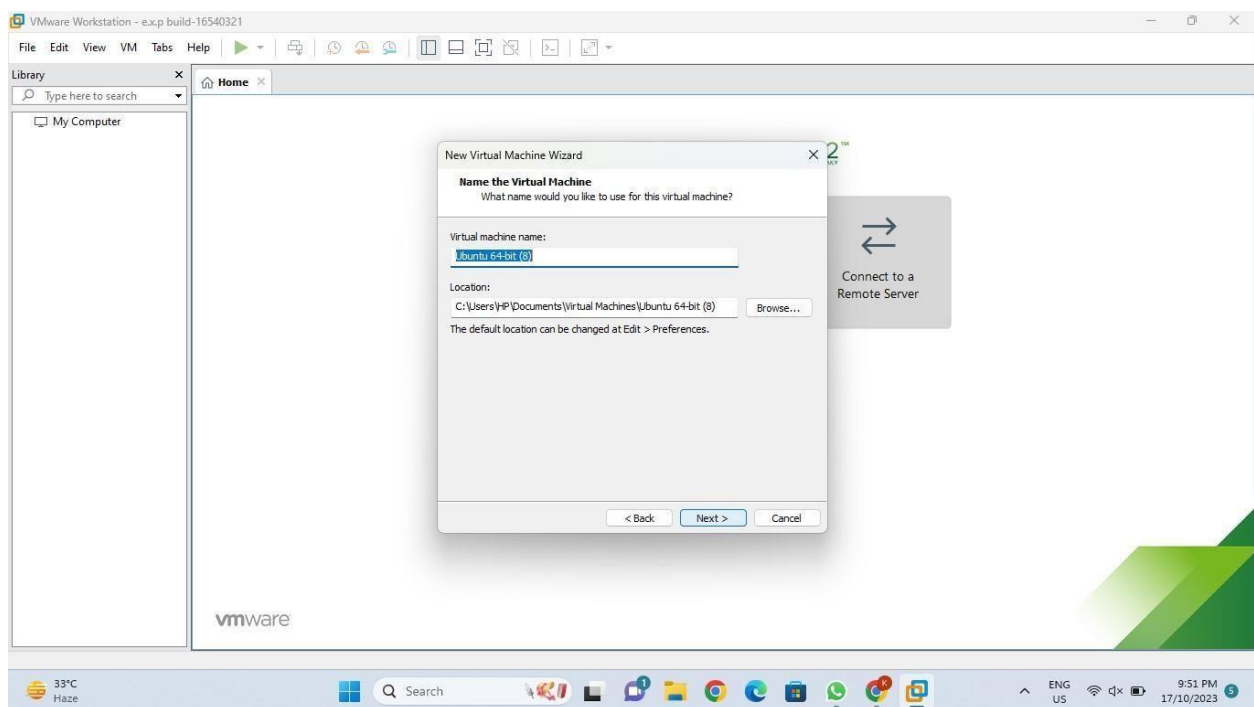 VMware Workstation - e.x.p build-16540321
File Edit View VM Tabs Help
Library
Type here to search
My Computer
Home
2™
New Virtual Machine Wizard
Name the Virtual Machine
What name would you like to use for this virtual machine?
Virtual machine name:
Ubuntu 64-bit (8)
Location:
C:\Users\HP\Documents\Virtual Machines\Ubuntu 64-bit (8)
Browse...
The default location can be changed at Edit > Preferences.
< Back Next > Cancel
Connect to a
Remote Server
vmware
33°C
Haze
Search
1
K
ENG
US
9:51 PM
17/10/2023
5